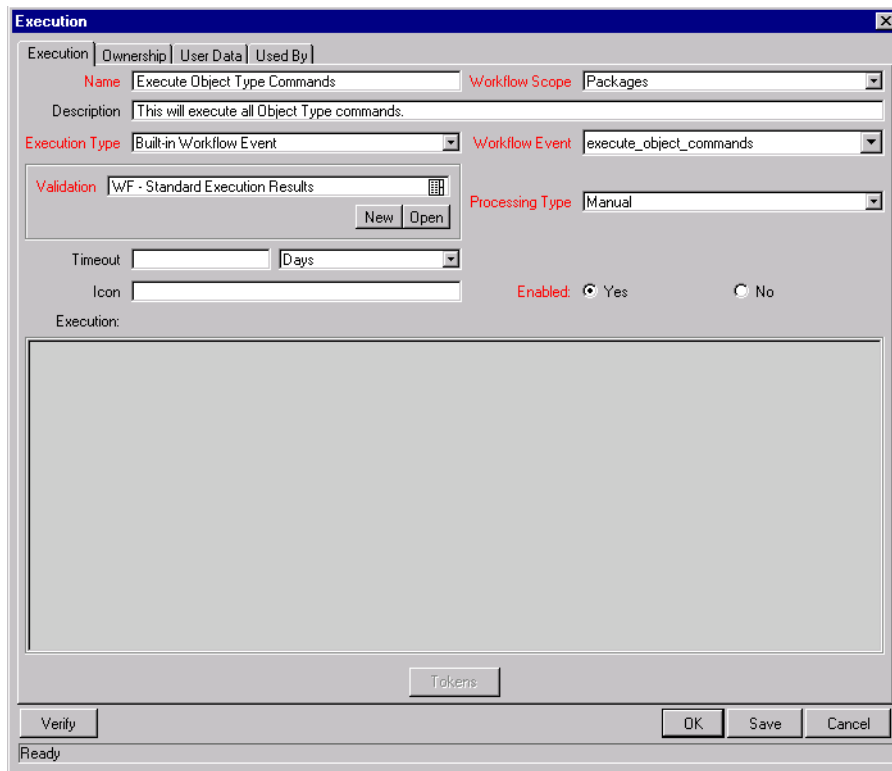 Execution
Execution Ownership User Data Used By
Name Execute Object Type Commands Workflow Scope Packages
Description This will execute all Object Type commands.
Execution Type Built-in Workflow Event Workflow Event execute_object_commands
Validation WF - Standard Execution Results
Processing Type Manual
New Open
Timeout Days
Icon Enabled: Yes No
Execution:
Tokens
Verify OK Save Cancel
Ready